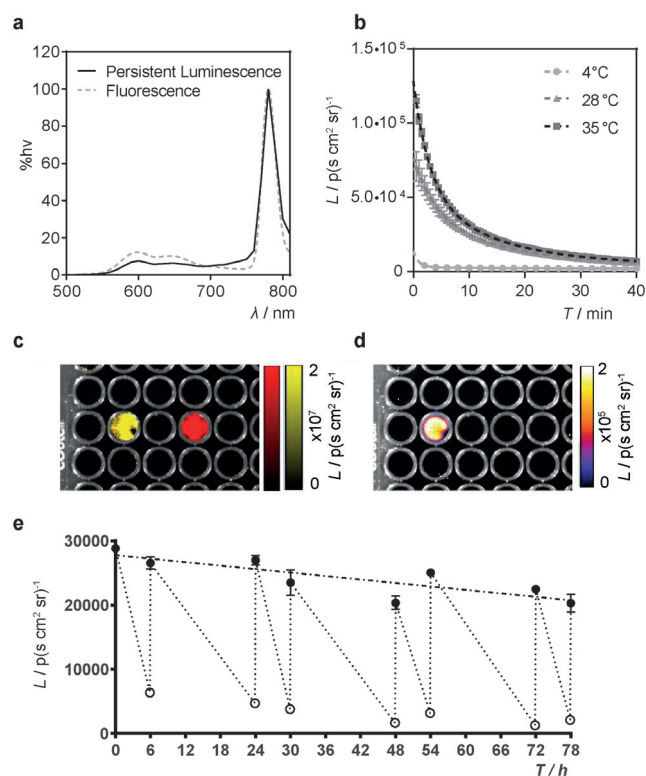 a
120
100
80
60
40
20
0
%hv
Persistent Luminescence
Fluorescence
500 600 700 800
λ / nm
b
1.5•10⁵
1.0•10⁵
5.0•10⁴
0
L / p(s cm² sr)⁻¹
4°C
28°C
35°C
0 10 20 30 40
T / min
c
2
0
x10⁷
L / p(s cm² sr)⁻¹
d
2
0
x10⁵
L / p(s cm² sr)⁻¹
e
30000
20000
10000
0
L / p(s cm² sr)⁻¹
0 6 12 18 24 30 36 42 48 54 60 66 72 78
T / h